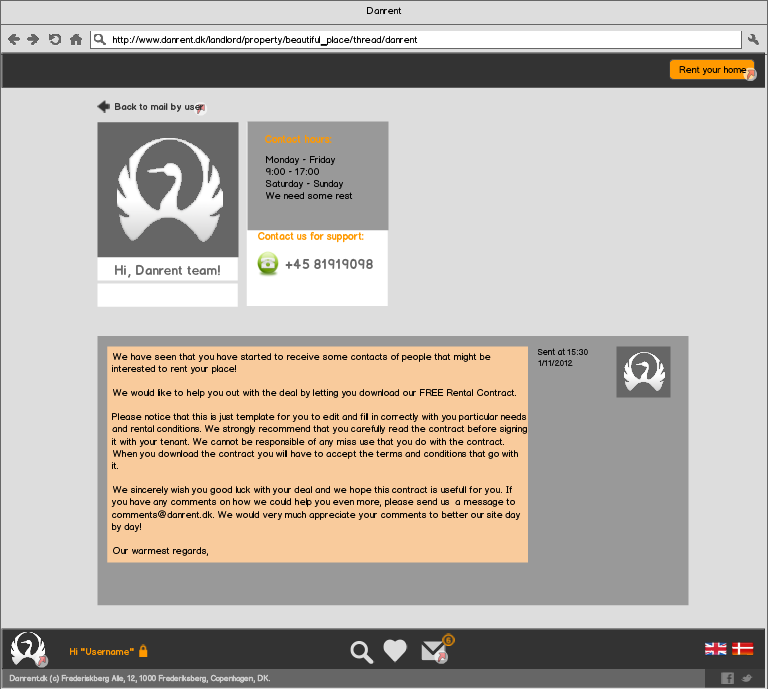 Danrent
http://www.danrent.dk/landlord/property/beautiful_place/thread/danrent
Rent your home
Back to mail by user
Contact hours:
Monday - Friday
9:00 - 17:00
Saturday - Sunday
We need some rest
Contact us for support:
+45 81919098
Hi, Danrent team!
We have seen that you have started to receive some contacts of people that might be
interested to rent your place!
We would like to help you out with the deal by letting you download our FREE Rental Contract.
Please notice that this is just template for you to edit and fill in correctly with you particular needs
and rental conditions. We strongly recommend that you carefully read the contract before signing
it with your tenant. We cannot be responsible of any miss use that you do with the contract.
When you download the contract you will have to accept the terms and conditions that go with
it.
We sincerely wish you good luck with your deal and we hope this contract is usefull for you. If
you have any comments on how we could help you even more, please send us a message to
comments@danrent.dk. We would very much appreciate your comments to better our site day
by day!
Our warmest regards,
Sent at 15:30
1/11/2012
Hi "Username"
6
Danrent.dk (c) Frederiskberg Alle, 12, 1000 Frederiksberg, Copenhagen, DK.